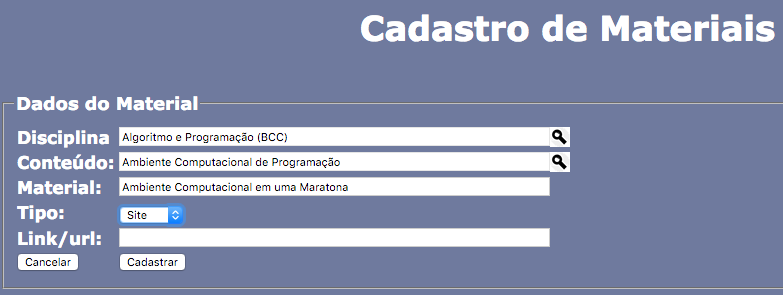 Cadastro de Materiais
Dados do Material
Disciplina Algoritmo e Programação (BCC)
Conteúdo: Ambiente Computacional de Programação
Material: Ambiente Computacional em uma Maratona
Tipo: Site
Link/url:
Cancelar Cadastrar